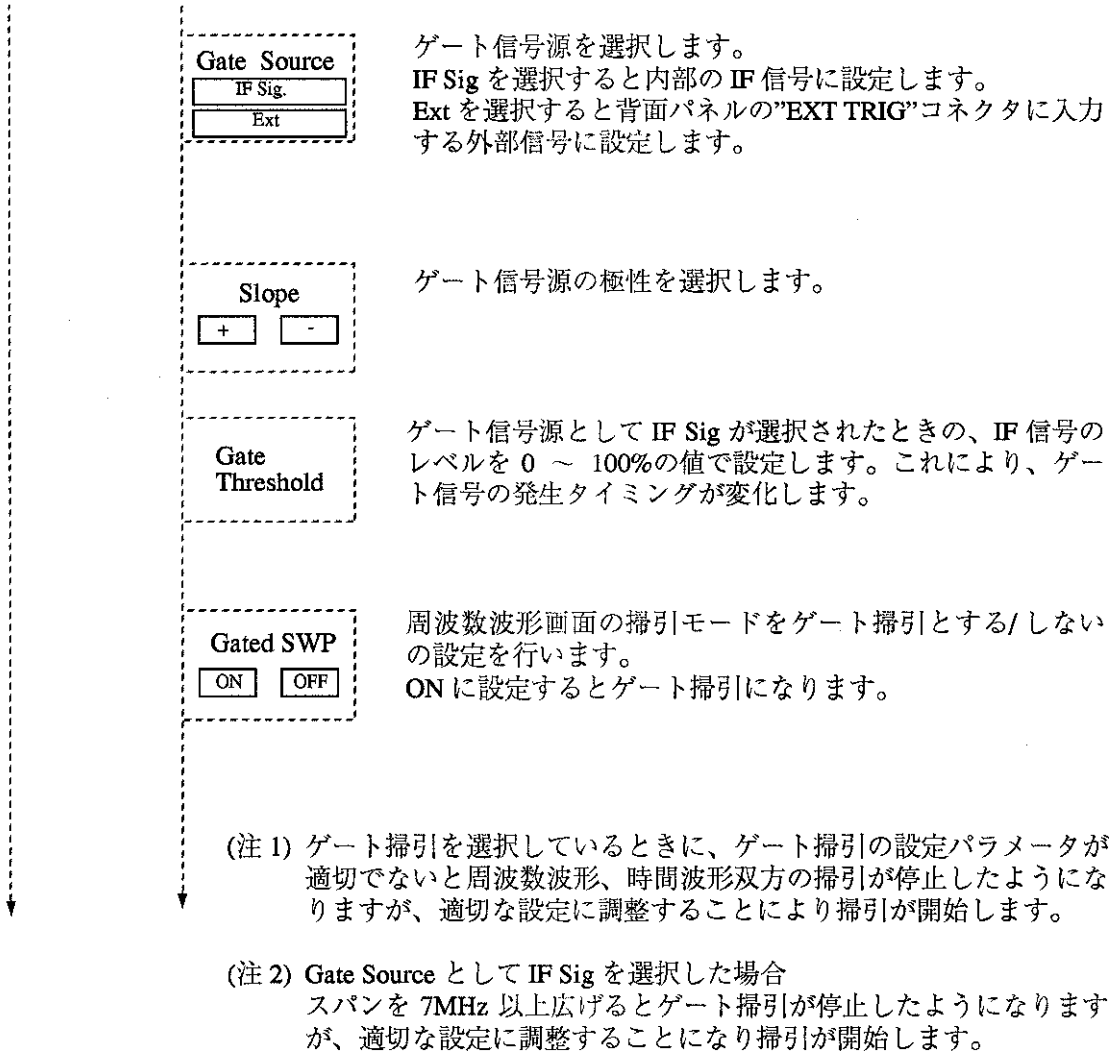 Gate Source
IF Sig.
Ext
ゲート信号源を選択します。
IF Sig を選択すると内部の IF 信号に設定します。
Ext を選択すると背面パネルの”EXT TRIG”コネクタに入力
する外部信号に設定します。
Slope
+ -
ゲート信号源の極性を選択します。
Gate
Threshold
ゲート信号源として IF Sig が選択されたときの、IF 信号の
レベルを 0 ～ 100%の値で設定します。これにより、ゲー
ト信号の発生タイミングが変化します。
Gated SWP
ON OFF
周波数波形画面の掃引モードをゲート掃引とする/ しない
の設定を行います。
ON に設定するとゲート掃引になります。
(注 1) ゲート掃引を選択しているときに、ゲート掃引の設定パラメータが
適切でないと周波数波形、時間波形双方の掃引が停止したようにな
りますが、適切な設定に調整することにより掃引が開始します。
(注 2) Gate Source として IF Sig を選択した場合
スパンを 7MHz 以上広げるとゲート掃引が停止したようになります
が、適切な設定に調整することになり掃引が開始します。